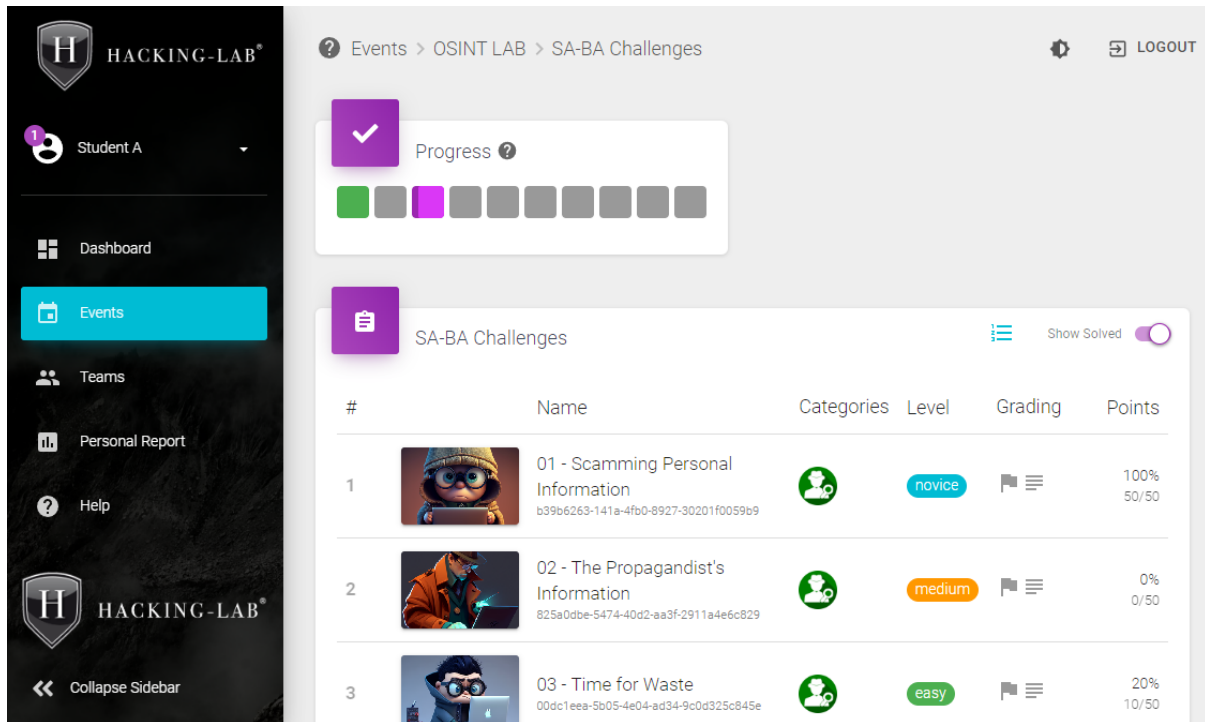 HACKING-LAB®
1
Student A
Dashboard
Events
Teams
Personal Report
Help
HACKING-LAB®
Collapse Sidebar
Events > OSINT LAB > SA-BA Challenges
LOGOUT
Progress
SA-BA Challenges
Show Solved
# Name Categories Level Grading Points
1
01 - Scamming Personal
Information
b39b6263-141a-4fb0-8927-30201f0059b9
novice
100%
50/50
2
02 - The Propagandist's
Information
825a0dbe-5474-40d2-aa3f-2911a4e6c829
medium
0%
0/50
3
03 - Time for Waste
00dc1eea-5b05-4e04-ad34-9c0d325c845e
easy
20%
10/50